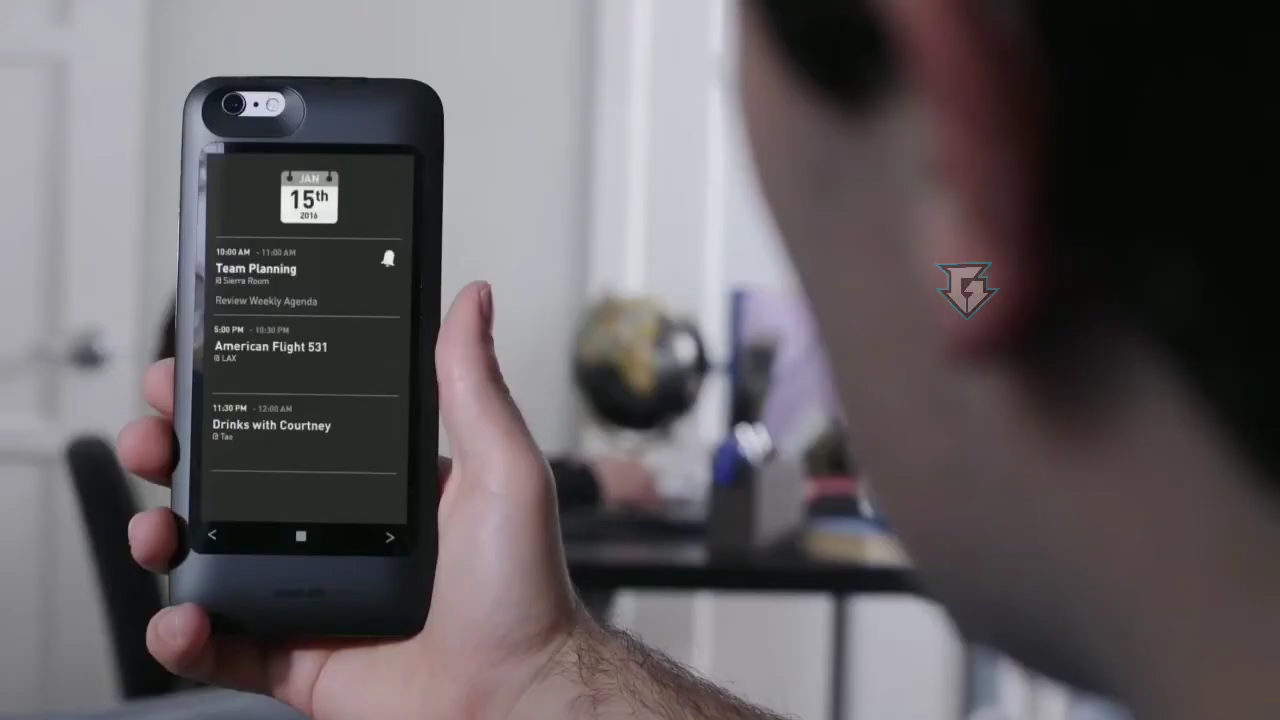 JAN
15th
2016
10:00 AM - 11:00 AM
Team Planning
@ Sierra Room
Review Weekly Agenda
5:00 PM - 10:30 PM
American Flight 531
@ LAX
11:30 PM - 12:00 AM
Drinks with Courtney
@ Tao
< >